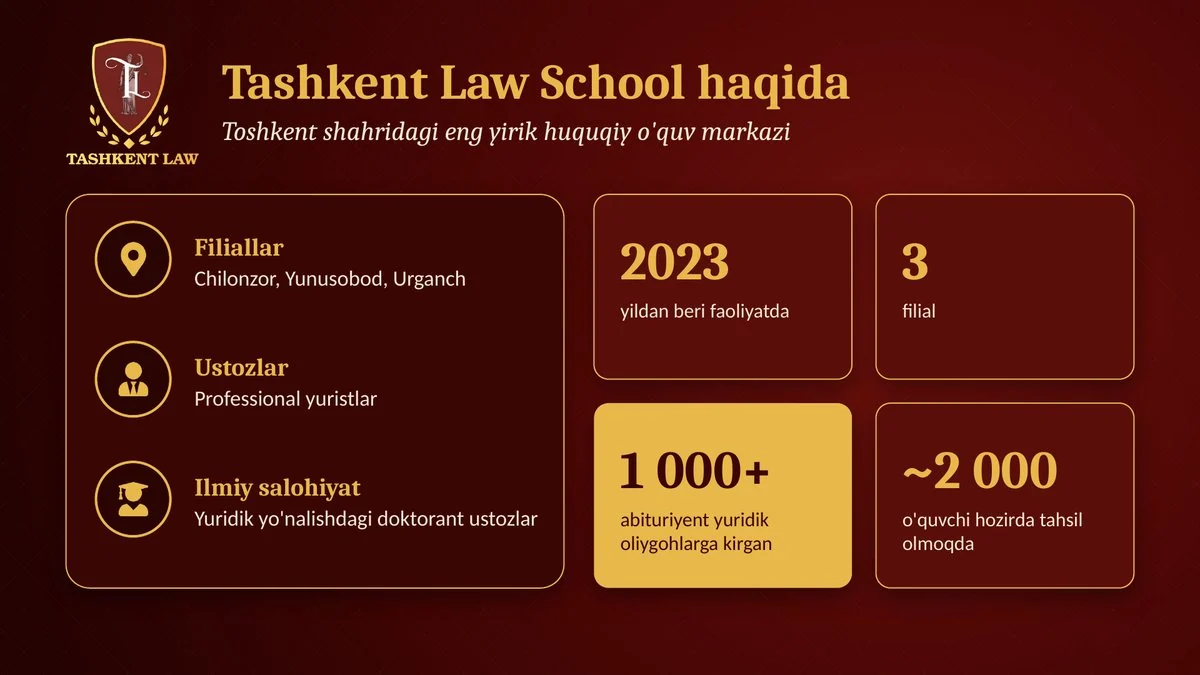 TASHKENT LAW
Tashkent Law School haqida
Toshkent shahridagi eng yirik huquqiy o'quv markazi
Filiallar
Chilonzor, Yunusobod, Urganch
Ustozlar
Professional yuristlar
Ilmiy salohiyat
Yuridik yo'nalishdagi doktorant ustozlar
2023
yildan beri faoliyatda
3
filial
1 000+
abituriyent yuridik
oliygohlarga kirgan
~2 000
o'quvchi hozirda tahsil
olmoqda